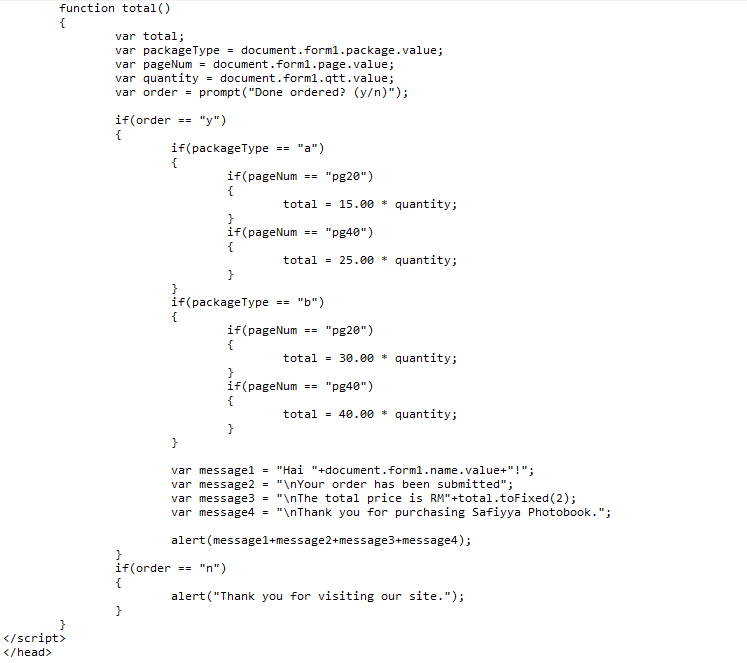 function total()
{
var total;
var packageType = document.form1.package.value;
var pageNum = document.form1.page.value;
var quantity = document.form1.qtt.value;
var order = prompt("Done ordered? (y/n)");
if(order == "y")
{
if(packageType == "a")
{
if(pageNum == "pg20")
{
total = 15.00 * quantity;
}
if(pageNum == "pg40")
{
total = 25.00 * quantity;
}
}
if(packageType == "b")
{
if(pageNum == "pg20")
{
total = 30.00 * quantity;
}
if(pageNum == "pg40")
{
total = 40.00 * quantity;
}
}
var message1 = "Hai "+document.form1.name.value+"!";
var message2 = "\nYour order has been submitted";
var message3 = "\nThe total price is RM"+total.toFixed(2);
var message4 = "\nThank you for purchasing Safiyya Photobook.";
alert(message1+message2+message3+message4);
}
if(order == "n")
{
alert("Thank you for visiting our site.");
}
}
</script>
</head>